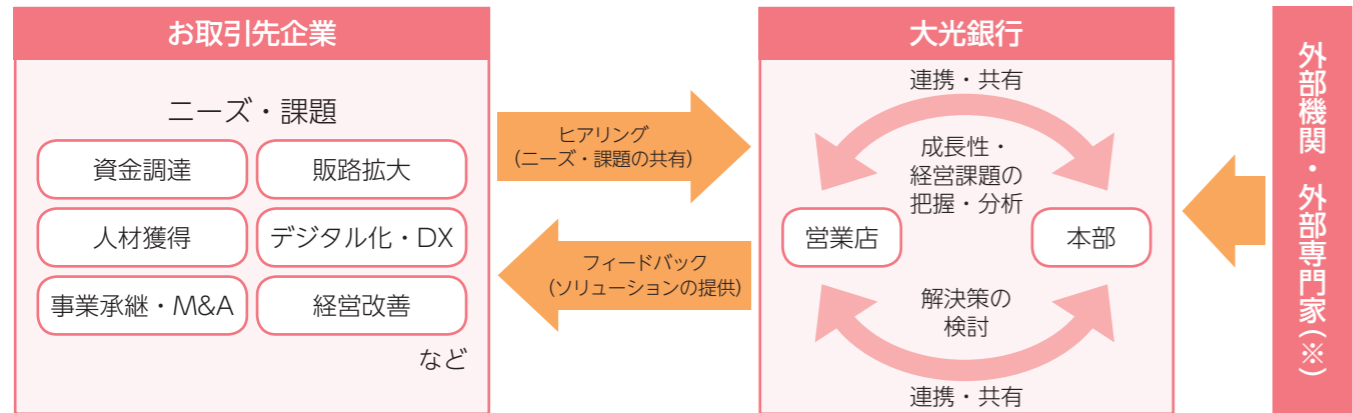 お取引先企業
ニーズ・課題
資金調達
販路拡大
人材獲得
デジタル化・DX
事業承継・M&A
経営改善
など
ヒアリング
(ニーズ・課題の共有)
フィードバック
(ソリューションの提供)
大光銀行
連携・共有
成長性・
経営課題の
把握・分析
営業店
本部
解決策の
検討
連携・共有
外部機関・外部専門家(※)